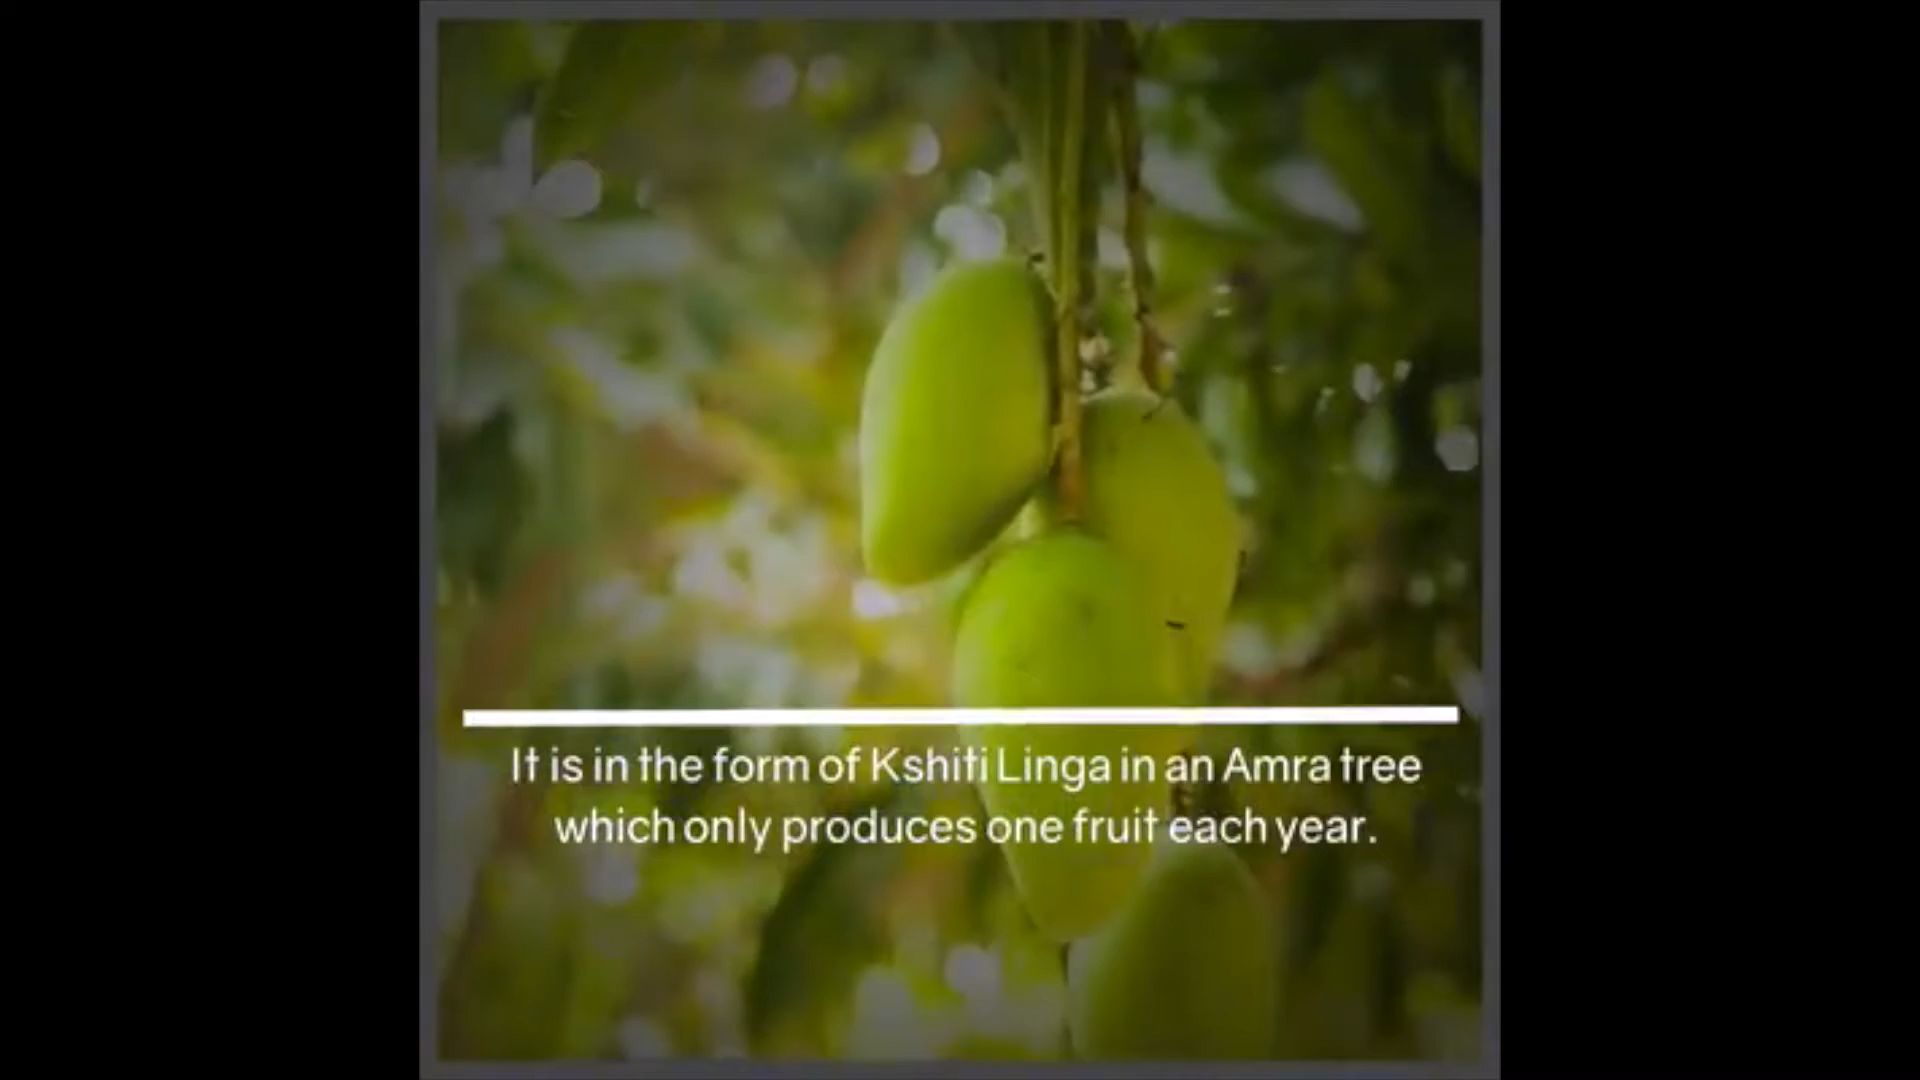 It is in the form of Kshiti Linga in an Amra tree
which only produces one fruit each year.